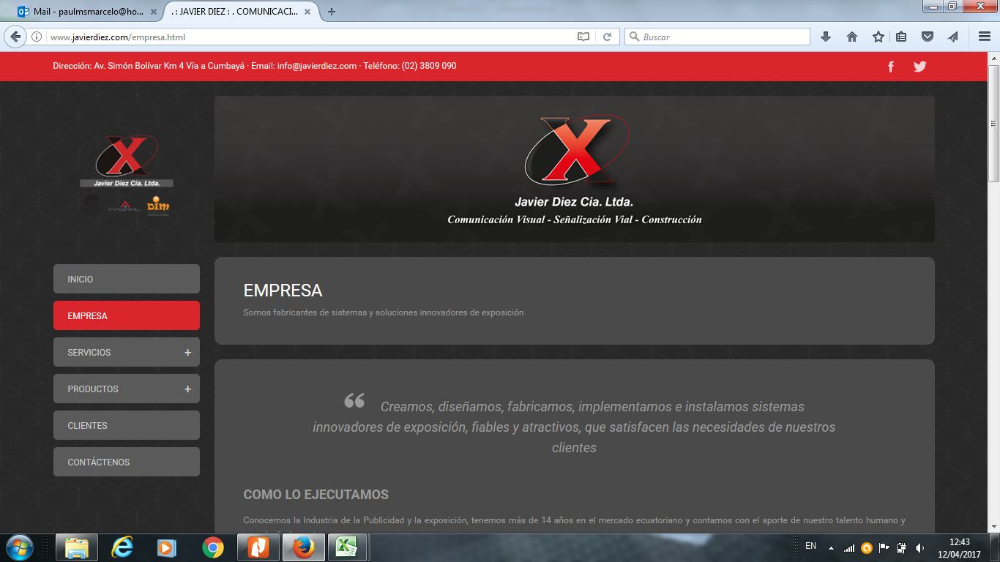 Mail - paulmsmarcelo@ho...
. : JAVIER DIEZ : . COMUNICACI...
www.javierdiez.com/empresa.html
Buscar
Dirección: Av. Simón Bolívar Km 4 Vía a Cumbayá · Email: info@javierdiez.com · Teléfono: (02) 3809 090
X
Javier Diez Cia. Ltda.
DIM
X
Javier Diez Cia. Ltda.
Comunicación Visual - Señalización Vial - Construcción
INICIO
EMPRESA
SERVICIOS +
PRODUCTOS +
CLIENTES
CONTÁCTENOS
EMPRESA
Somos fabricantes de sistemas y soluciones innovadores de exposición
“ Creamos, diseñamos, fabricamos, implementamos e instalamos sistemas
innovadores de exposición, fiables y atractivos, que satisfacen las necesidades de nuestros
clientes
COMO LO EJECUTAMOS
Conocemos la Industria de la Publicidad y la exposición, tenemos más de 14 años en el mercado ecuatoriano y contamos con el aporte de nuestro talento humano y
EN
12:43
12/04/2017